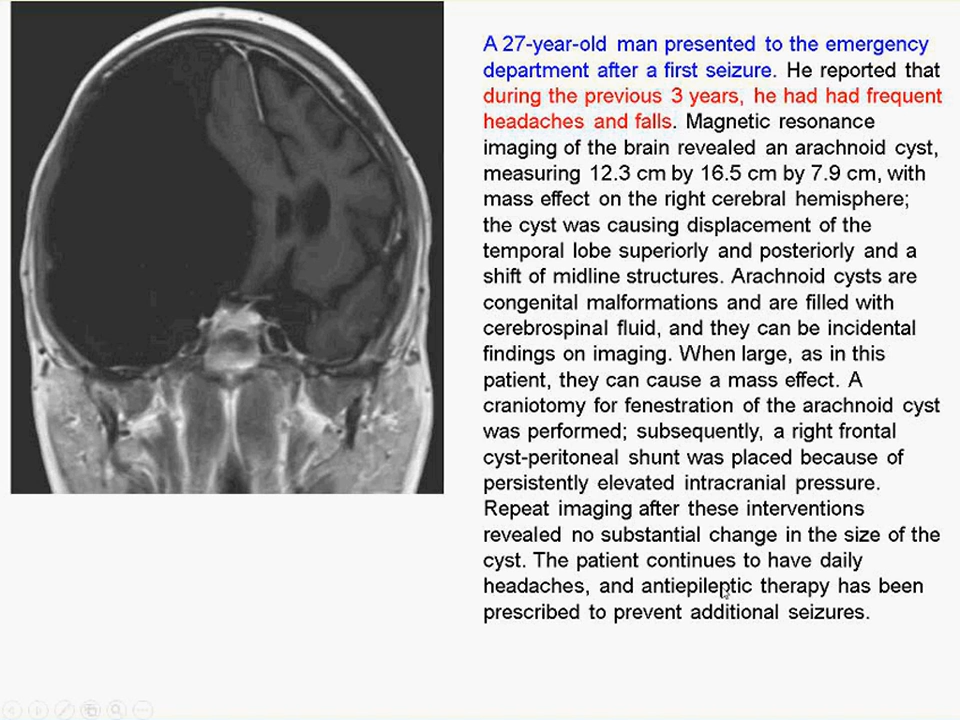 A 27-year-old man presented to the emergency
department after a first seizure. He reported that
during the previous 3 years, he had had frequent
headaches and falls. Magnetic resonance
imaging of the brain revealed an arachnoid cyst,
measuring 12.3 cm by 16.5 cm by 7.9 cm, with
mass effect on the right cerebral hemisphere;
the cyst was causing displacement of the
temporal lobe superiorly and posteriorly and a
shift of midline structures. Arachnoid cysts are
congenital malformations and are filled with
cerebrospinal fluid, and they can be incidental
findings on imaging. When large, as in this
patient, they can cause a mass effect. A
craniotomy for fenestration of the arachnoid cyst
was performed; subsequently, a right frontal
cyst-peritoneal shunt was placed because of
persistently elevated intracranial pressure.
Repeat imaging after these interventions
revealed no substantial change in the size of the
cyst. The patient continues to have daily
headaches, and antiepileptic therapy has been
prescribed to prevent additional seizures.